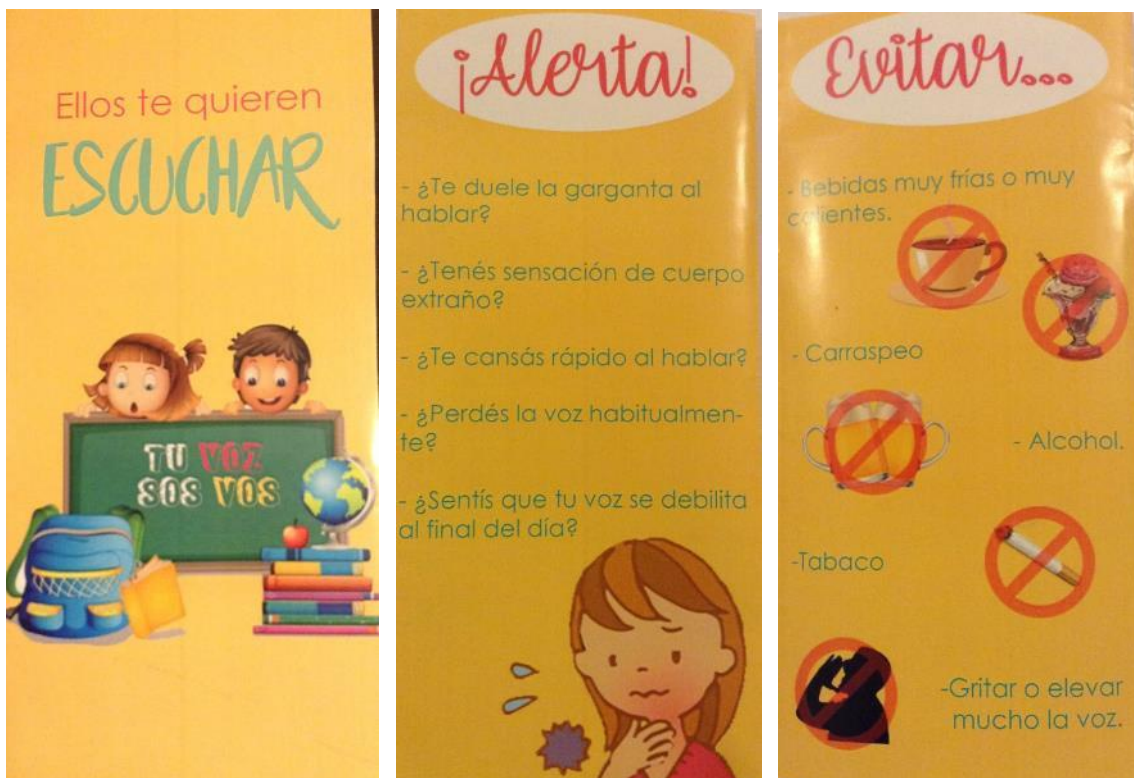 Ellos te quieren
ESCUCHAR
TU VOZ
SOS VOS
¡Alerta!
- ¿Te duele la garganta al
hablar?
- ¿Tenés sensación de cuerpo
extraño?
- ¿Te cansás rápido al hablar?
- ¿Perdés la voz habitualmen-
te?
- ¿Sentís que tu voz se debilita
al final del día?
Evitar...
- Bebidas muy frías o muy
calientes.
- Carraspeo
- Alcohol.
-Tabaco
-Gritar o elevar
mucho la voz.